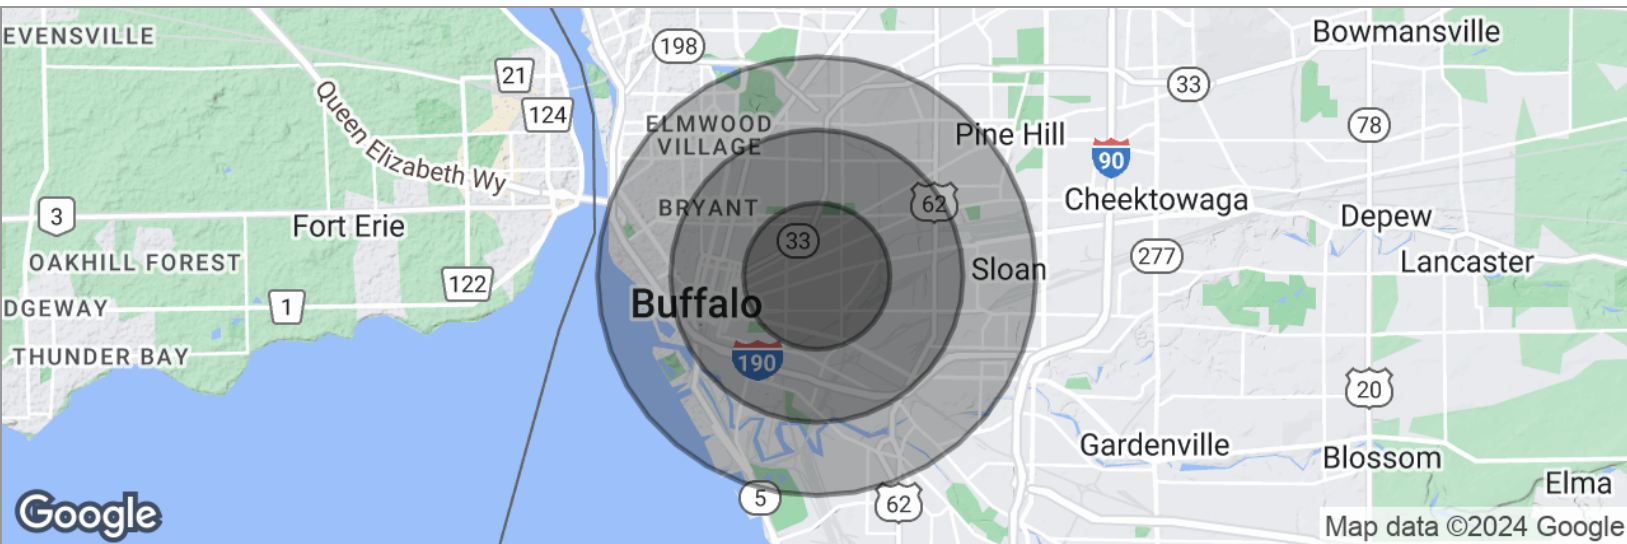 EVENSVILLE
198
Bowmansville
21
33
Queen Elizabeth Wy
124
ELMWOOD
VILLAGE
Pine Hill
78
90
3
Fort Erie
BRYANT
62
Cheektowaga
Depew
33
OAKHILL FOREST
122
Sloan
277
Lancaster
DGEWAY
1
Buffalo
THUNDER BAY
190
20
Gardenville
Blossom
Elma
5
62
Google
Map data ©2024 Google